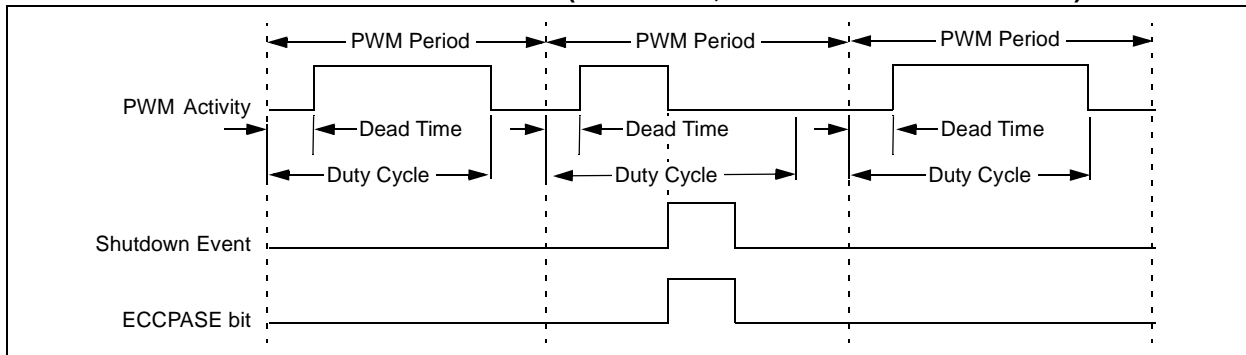 PWM Period PWM Period PWM Period
PWM Activity
Dead Time Dead Time Dead Time
Duty Cycle Duty Cycle Duty Cycle
Shutdown Event
ECCPASE bit